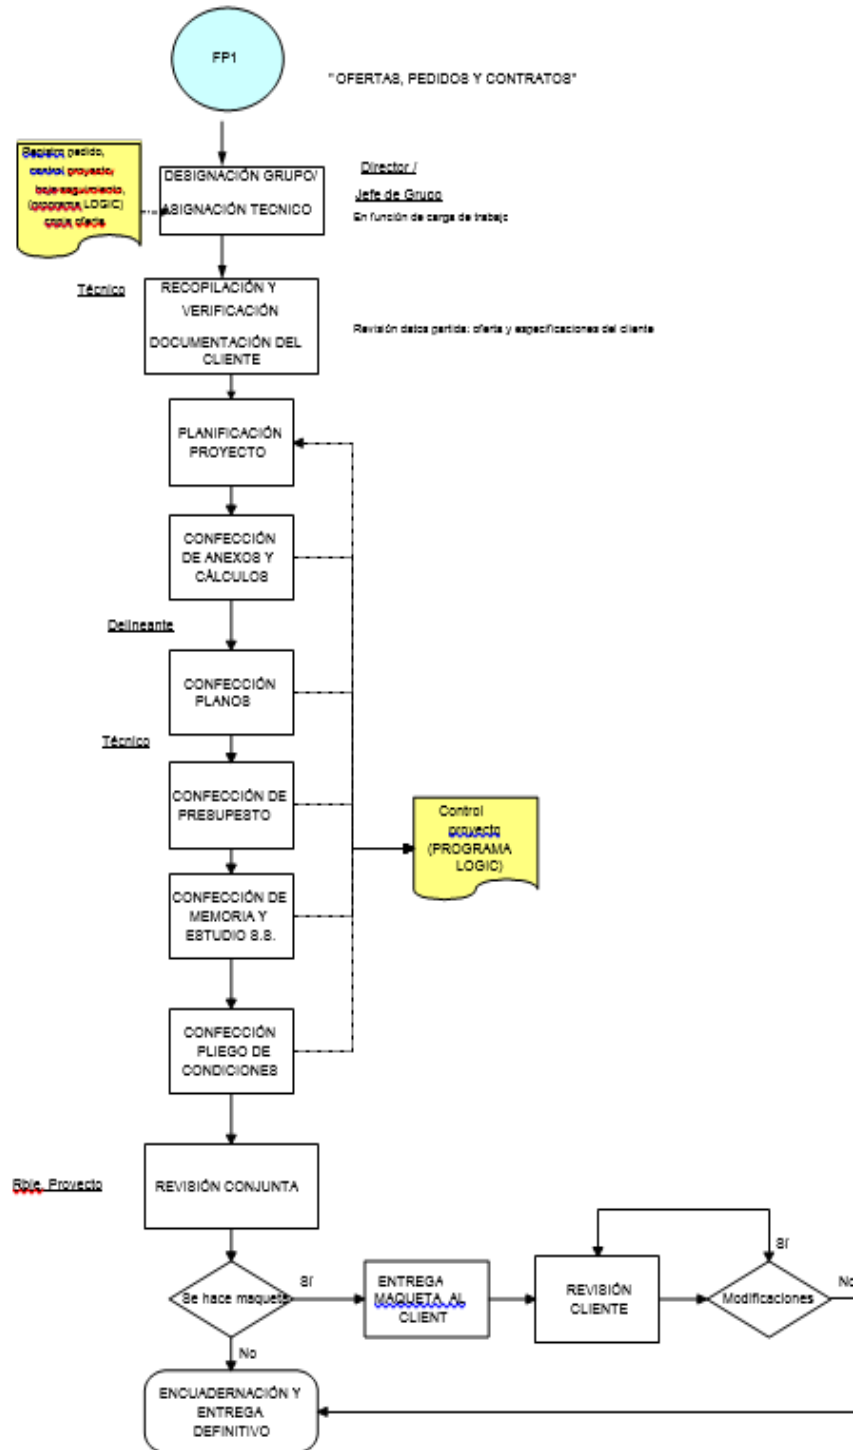 FP1
"OFERTAS, PEDIDOS Y CONTRATOS"
Registro pedido,
control proyecto/
hoja seguimiento,
(programa LOGIC)
copia oferta
DESIGNACIÓN GRUPO/
ASIGNACIÓN TECNICO
Director /
Jefe de Grupo
En función de carga de trabajo
Técnico
RECOPILACIÓN Y
VERIFICACIÓN
DOCUMENTACIÓN DEL
CLIENTE
Revisión datos partida: oferta y especificaciones del cliente
PLANIFICACIÓN
PROYECTO
CONFECCIÓN
DE ANEXOS Y
CÁLCULOS
Delineante
CONFECCIÓN
PLANOS
Técnico
CONFECCIÓN DE
PRESUPESTO
Control
proyecto
(PROGRAMA
LOGIC)
CONFECCIÓN DE
MEMORIA Y
ESTUDIO S.S.
CONFECCIÓN
PLIEGO DE
CONDICIONES
Rble. Proyecto
REVISIÓN CONJUNTA
Se hace maqueta
Sí
ENTREGA
MAQUETA AL
CLIENT
REVISIÓN
CLIENTE
Sí
Modificaciones
No
No
ENCUADERNACIÓN Y
ENTREGA
DEFINITIVO